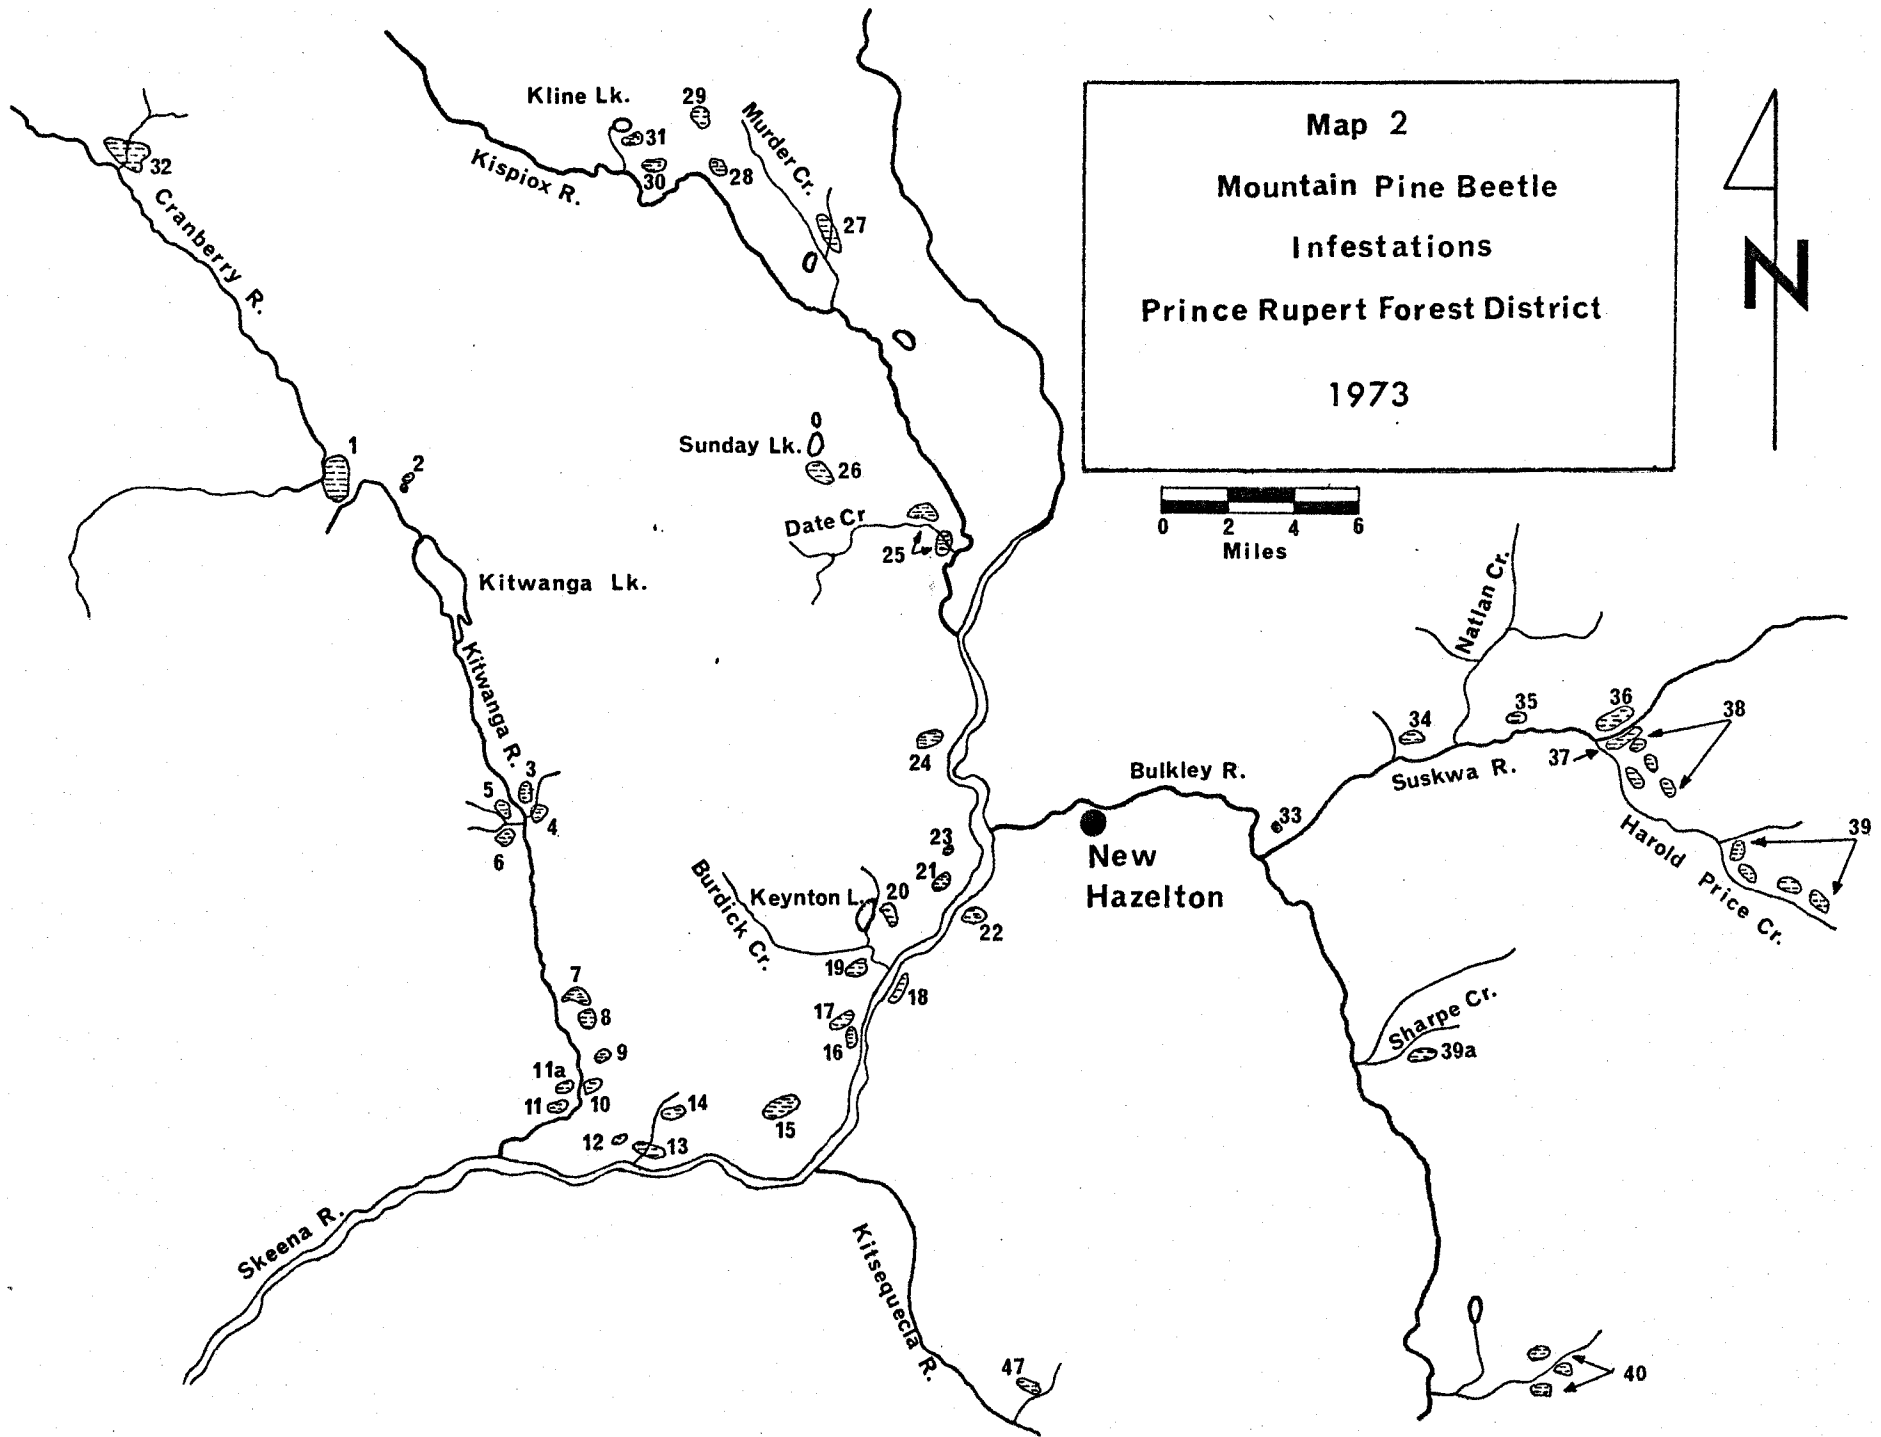 Map 2
Mountain Pine Beetle
Infestations
Prince Rupert Forest District
1973
N
0 2 4 6
Miles
Kline Lk.
29
31
30
28
Murder Cr.
27
Kispiox R.
32
Cranberry R.
1
2
Sunday Lk.
26
Date Cr
25
Kitwanga Lk.
Kitwanga R.
3
5
4
6
24
Natlan Cr.
34
35
36
38
37
Suskwa R.
Bulkley R.
33
New
Hazelton
Harold Price Cr.
39
23
21
20
Keynton L.
Burdick Cr.
22
19
18
17
16
7
8
9
11a
10
11
12
13
14
15
Sharpe Cr.
39a
Skeena R.
Kitsequecla R.
47
40